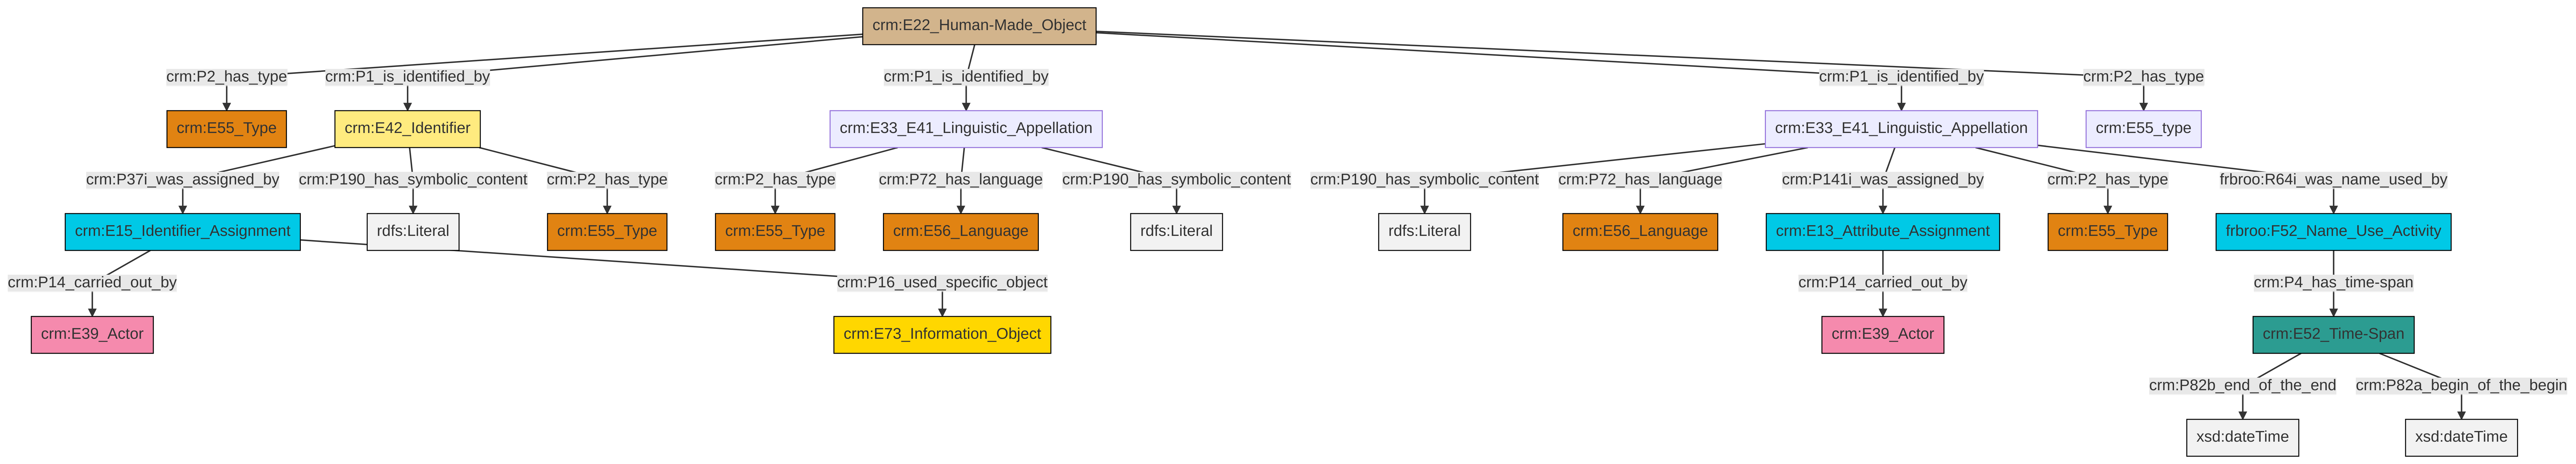 crm:E22_Human-Made_Object
crm:P2_has_type
crm:P1_is_identified_by
crm:P1_is_identified_by
crm:P1_is_identified_by
crm:P2_has_type
crm:E55_Type
crm:E42_Identifier
crm:E33_E41_Linguistic_Appellation
crm:E33_E41_Linguistic_Appellation
crm:E55_type
crm:P37i_was_assigned_by
crm:P190_has_symbolic_content
crm:P2_has_type
crm:P2_has_type
crm:P72_has_language
crm:P190_has_symbolic_content
crm:P190_has_symbolic_content
crm:P72_has_language
crm:P141i_was_assigned_by
crm:P2_has_type
frbroo:R64i_was_name_used_by
crm:E15_Identifier_Assignment
rdfs:Literal
crm:E55_Type
crm:E55_Type
crm:E56_Language
rdfs:Literal
rdfs:Literal
crm:E56_Language
crm:E13_Attribute_Assignment
crm:E55_Type
frbroo:F52_Name_Use_Activity
crm:P14_carried_out_by
crm:P16_used_specific_object
crm:P14_carried_out_by
crm:P4_has_time-span
crm:E39_Actor
crm:E73_Information_Object
crm:E39_Actor
crm:E52_Time-Span
crm:P82b_end_of_the_end
crm:P82a_begin_of_the_begin
xsd:dateTime
xsd:dateTime